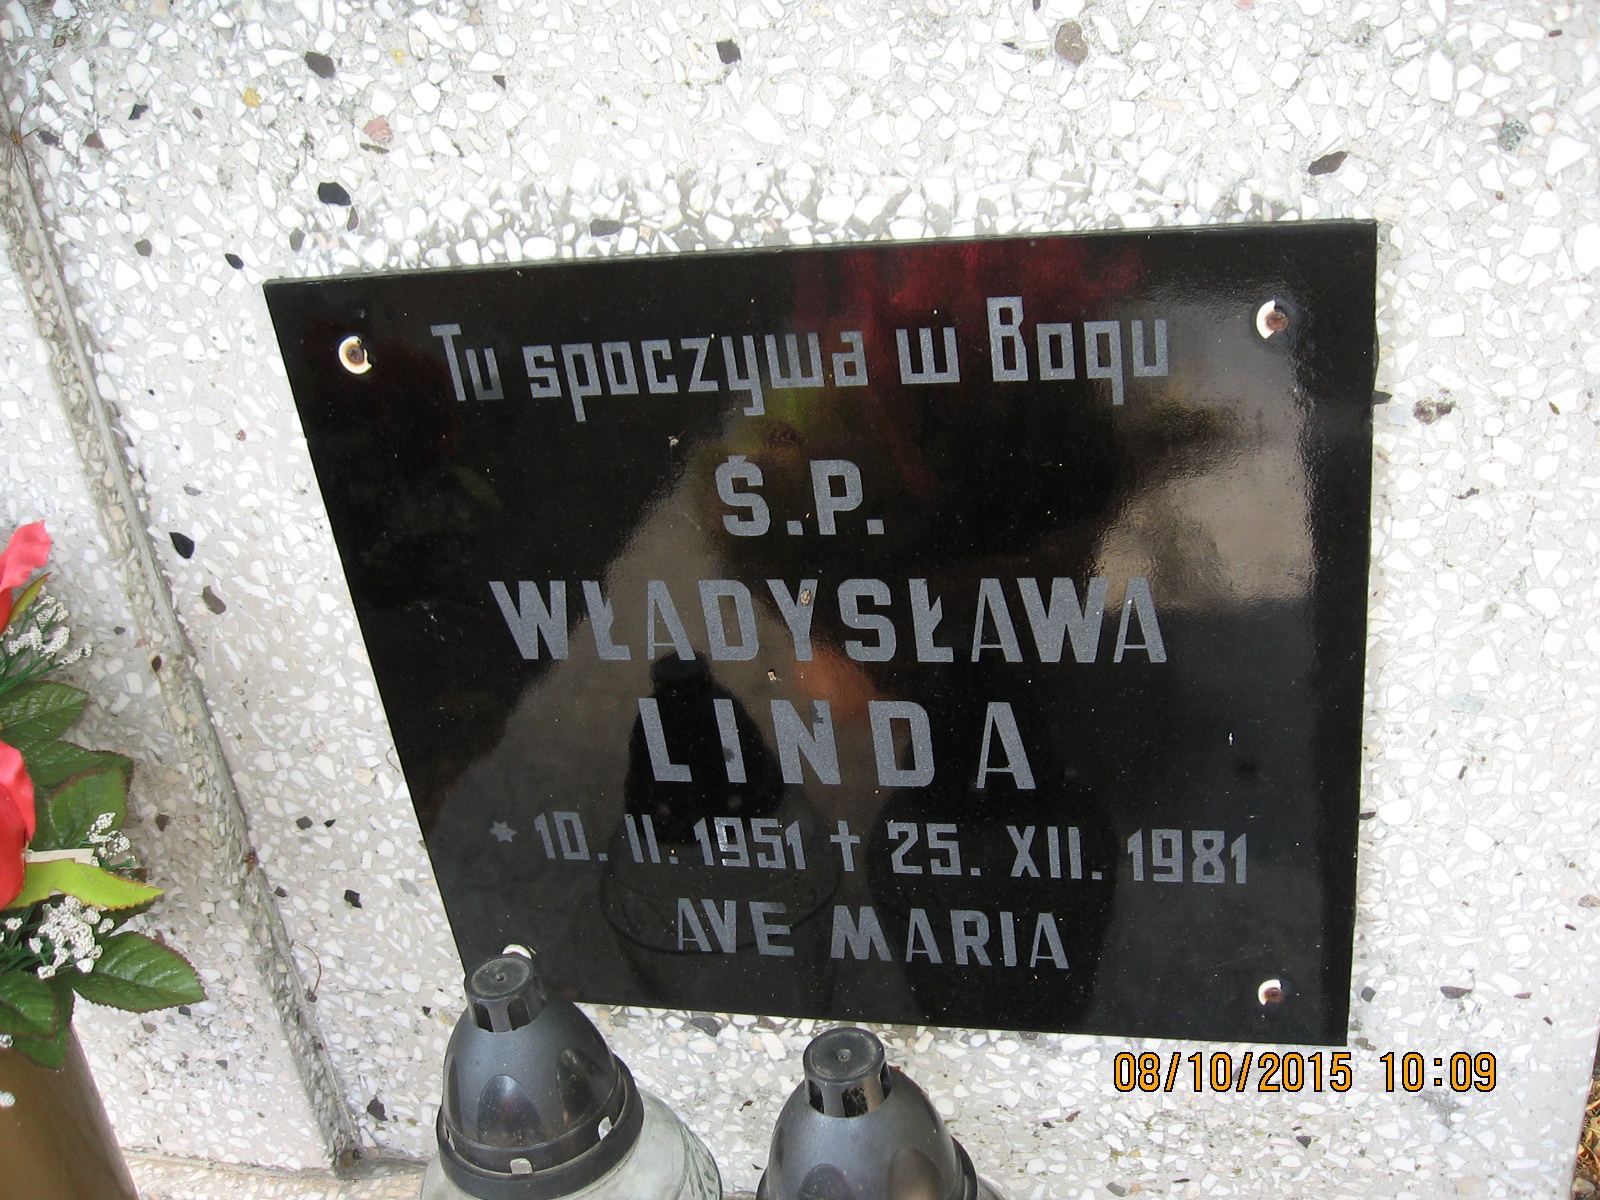 Tu spoczywa w Bogu
Ś.P.
WŁADYSŁAWA
LINDA
* 10. II. 1951 † 25. XII. 1981
AVE MARIA
08/10/2015 10:09